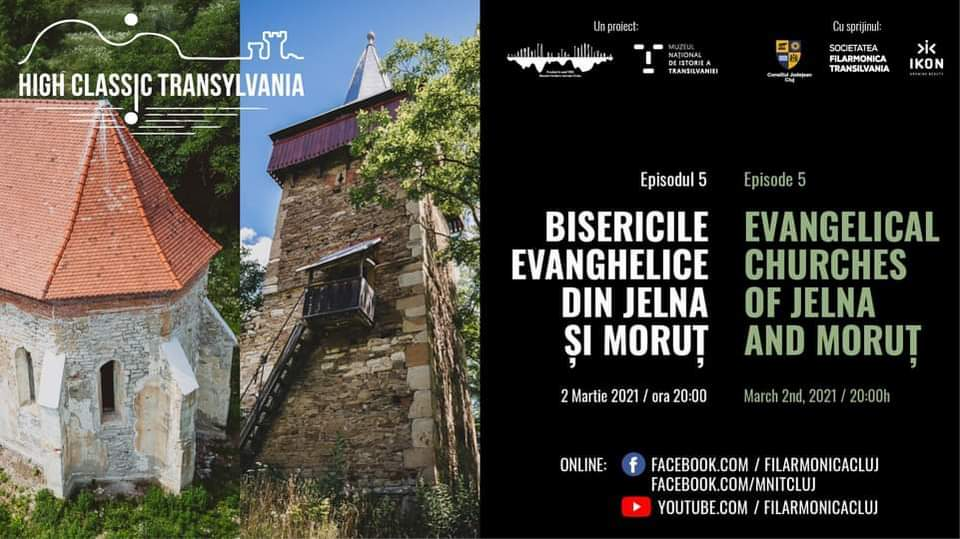 HIGH CLASSIC TRANSYLVANIA
Un proiect:
MUZEUL
NAȚIONAL
DE ISTORIE A
TRANSILVANIEI
Cu sprijinul:
Consiliul Județean
Cluj
SOCIETATEA
FILARMONICA
TRANSILVANIA
IKON
Episodul 5
BISERICILE
EVANGHELICE
DIN JELNA
ȘI MORUȚ
2 Martie 2021 / ora 20:00
Episode 5
EVANGELICAL
CHURCHES
OF JELNA
AND MORUȚ
March 2nd, 2021 / 20:00h
ONLINE:
FACEBOOK.COM / FILARMONICACLUJ
FACEBOOK.COM/MNITCLUJ
YOUTUBE.COM / FILARMONICACLUJ